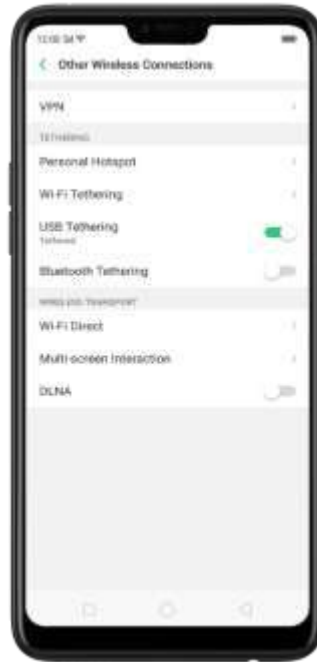 Other Wireless Connections
VPN
TETHERING
Personal Hotspot
Wi-Fi Tethering
USB Tethering
Tethered
Bluetooth Tethering
WIRELESS TRANSPORT
Wi-Fi Direct
Multi-screen Interaction
DLNA